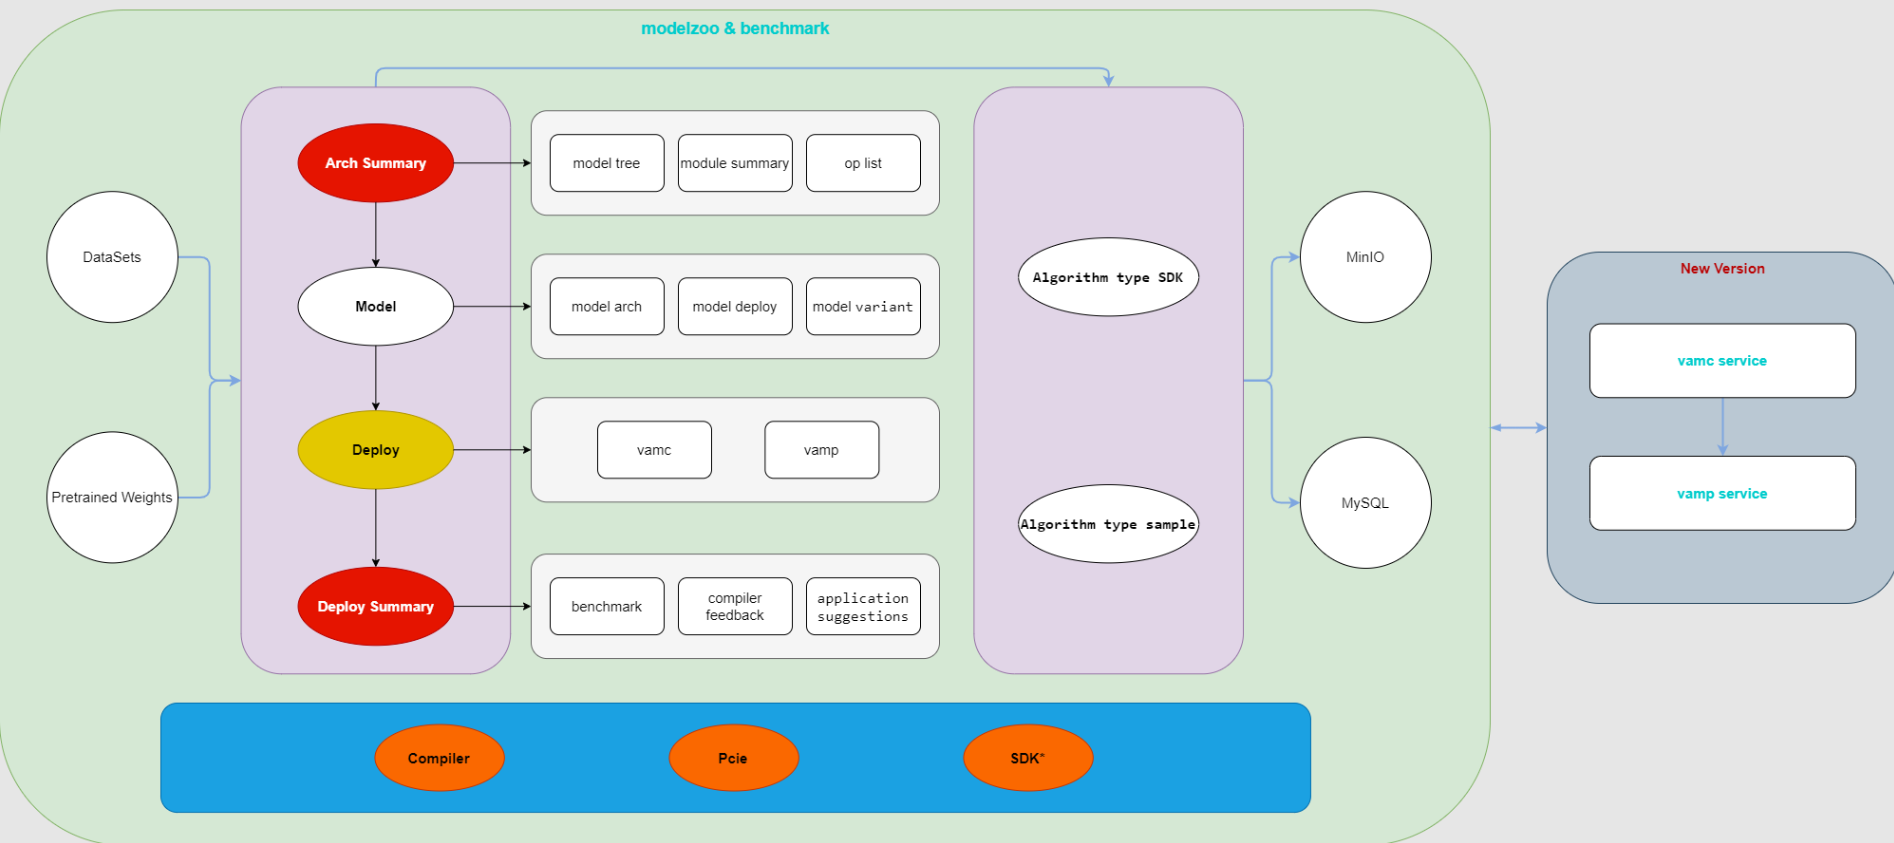 modelzoo & benchmark
DataSets
Pretrained Weights
Arch Summary
model tree
module summary
op list
Model
model arch
model deploy
model variant
Deploy
vamc
vamp
Deploy Summary
benchmark
compiler
feedback
application
suggestions
Algorithm type SDK
Algorithm type sample
MinIO
MySQL
New Version
vamc service
vamp service
Compiler
Pcie
SDK*